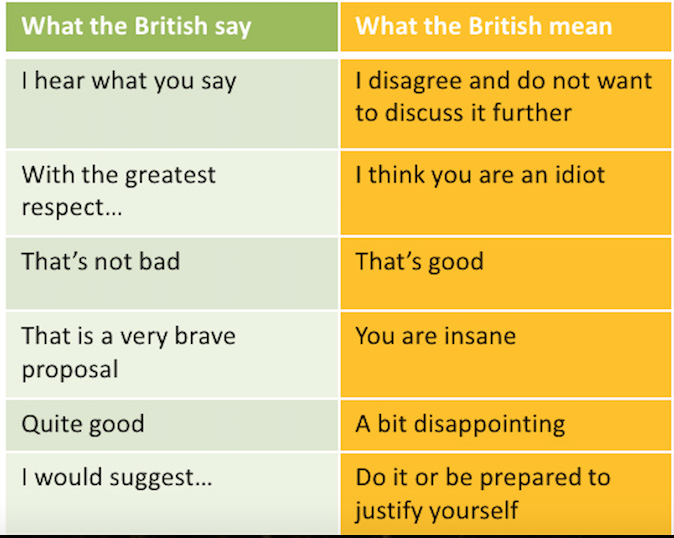 What the British say
What the British mean
I hear what you say
I disagree and do not want
to discuss it further
With the greatest
respect...
I think you are an idiot
That’s not bad
That’s good
That is a very brave
proposal
You are insane
Quite good
A bit disappointing
I would suggest...
Do it or be prepared to
justify yourself